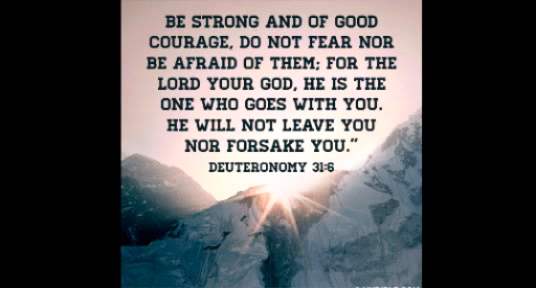 BE STRONG AND OF GOOD
COURAGE, DO NOT FEAR NOR
BE AFRAID OF THEM; FOR THE
LORD YOUR GOD, HE IS THE
ONE WHO GOES WITH YOU.
HE WILL NOT LEAVE YOU
NOR FORSAKE YOU.”
DEUTERONOMY 31:6